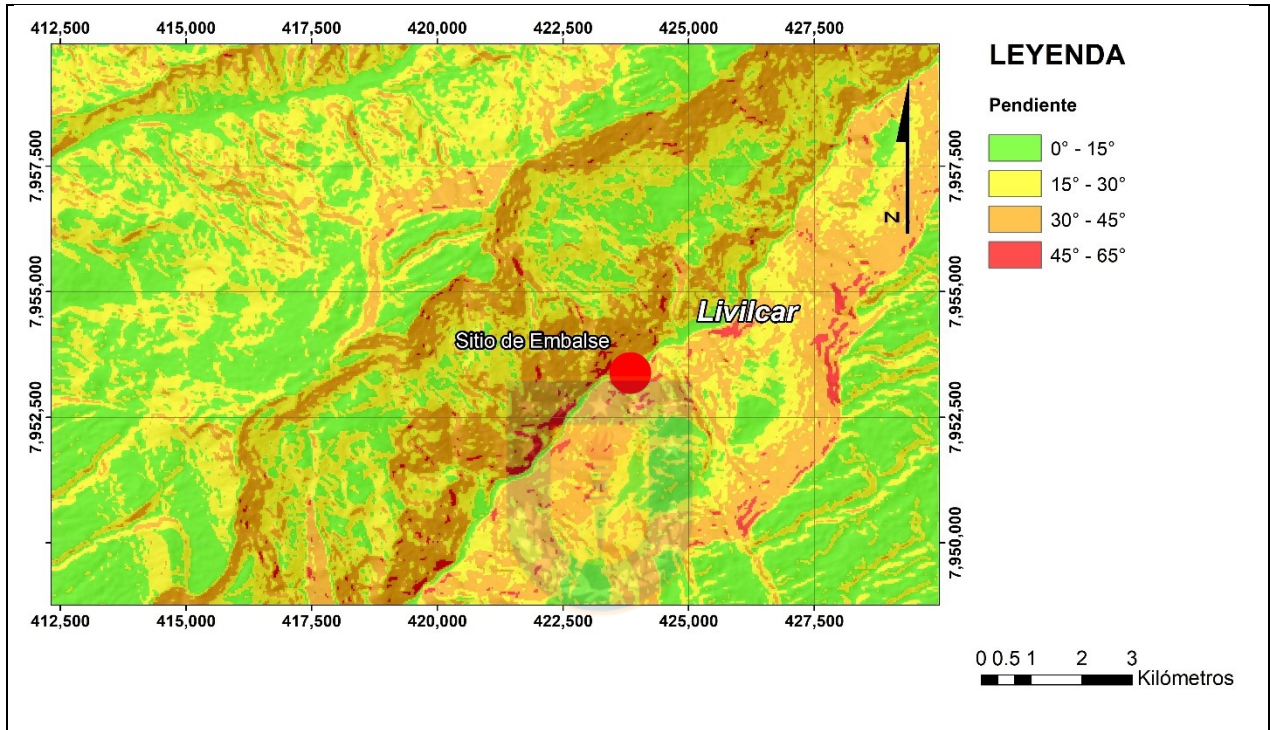 412,500 415,000 417,500 420,000 422,500 425,000 427,500
LEYENDA
Pendiente
0° - 15°
15° - 30°
30° - 45°
45° - 65°
N
7,957,500 7,957,500
7,955,000 7,955,000
Livilcar
Sitio de Embalse
7,952,500 7,952,500
7,950,000 7,950,000
412,500 415,000 417,500 420,000 422,500 425,000 427,500
0 0.5 1 2 3
Kilómetros